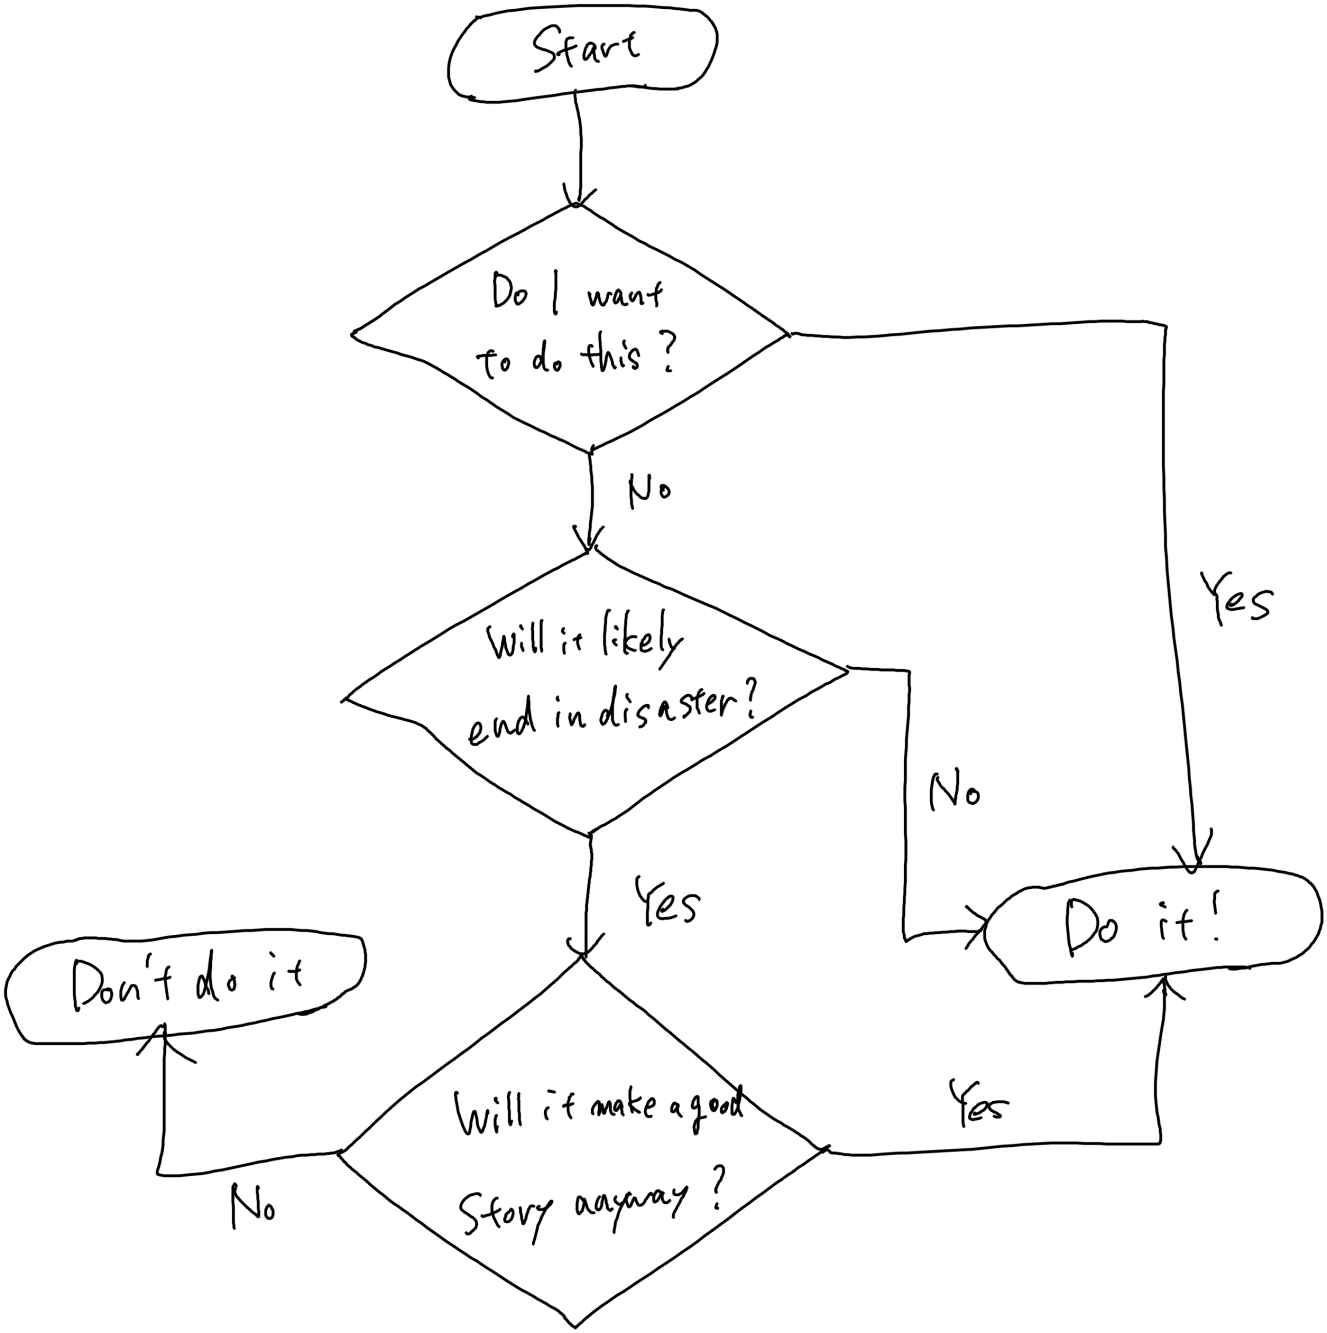 Start
Do I want
to do this?
No
Yes
Will it likely
end in disaster?
No
Yes
Do it!
Don't do it
Will it make a good
Story anyway?
Yes
No